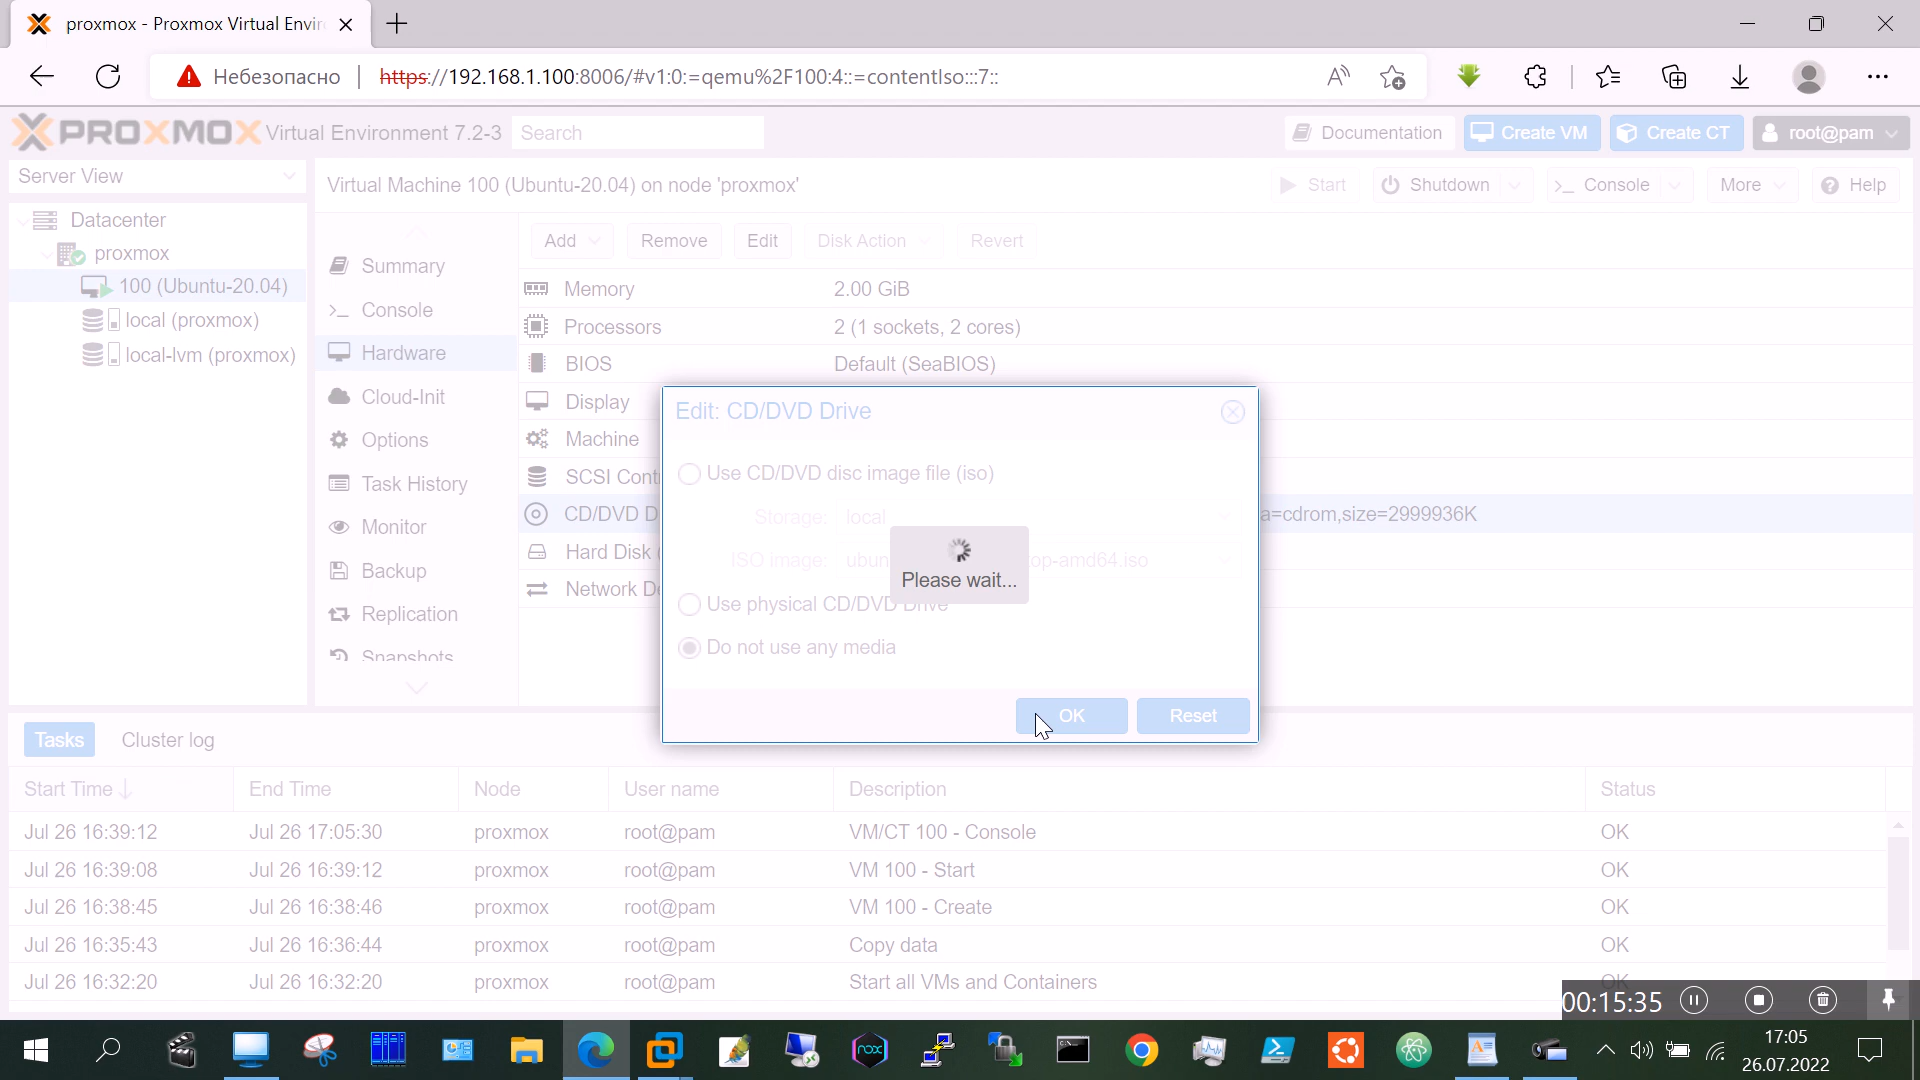 proxmox - Proxmox Virtual Envir
Небезопасно
https://192.168.1.100:8006/#v1:0:=qemu%2F100:4::=contentIso:::7::
PROXMOX Virtual Environment 7.2-3
Search
Documentation
Create VM
Create CT
root@pam
Server View
Virtual Machine 100 (Ubuntu-20.04) on node 'proxmox'
Start
Shutdown
Console
More
Help
Datacenter
proxmox
100 (Ubuntu-20.04)
local (proxmox)
local-lvm (proxmox)
Summary
Console
Hardware
Cloud-Init
Options
Task History
Monitor
Backup
Replication
Snapshots
Add
Remove
Edit
Disk Action
Revert
Memory 2.00 GiB
Processors 2 (1 sockets, 2 cores)
BIOS Default (SeaBIOS)
Display
Machine
SCSI Cont
CD/DVD D a=cdrom,size=2999936K
Hard Disk (
Network De
Edit: CD/DVD Drive
Use CD/DVD disc image file (iso)
Storage: local
ISO image: ubun op-amd64.iso
Please wait...
Use physical CD/DVD Drive
Do not use any media
OK
Reset
Tasks
Cluster log
Start Time End Time Node User name Description Status
Jul 26 16:39:12 Jul 26 17:05:30 proxmox root@pam VM/CT 100 - Console OK
Jul 26 16:39:08 Jul 26 16:39:12 proxmox root@pam VM 100 - Start OK
Jul 26 16:38:45 Jul 26 16:38:46 proxmox root@pam VM 100 - Create OK
Jul 26 16:35:43 Jul 26 16:36:44 proxmox root@pam Copy data OK
Jul 26 16:32:20 Jul 26 16:32:20 proxmox root@pam Start all VMs and Containers OK
00:15:35
nox
17:05
26.07.2022